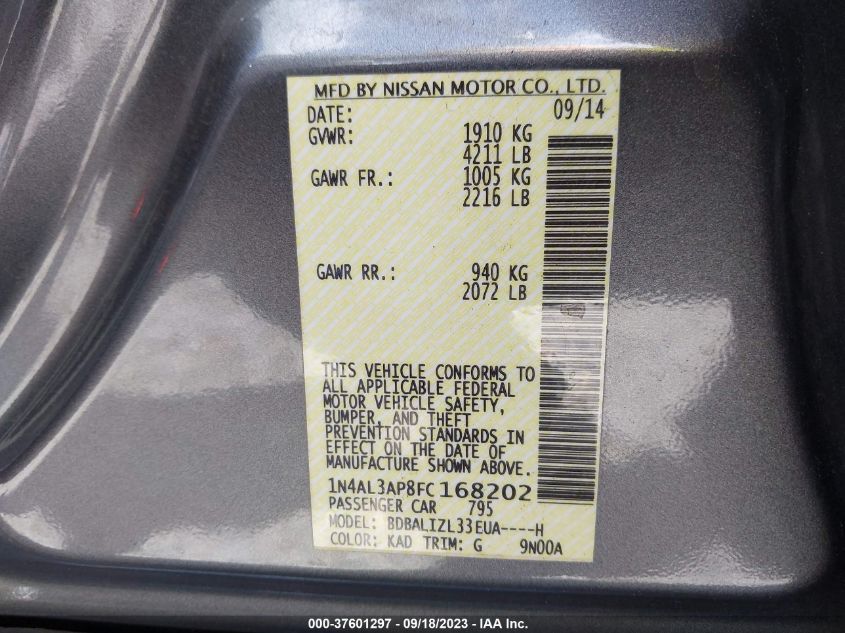 MFD BY NISSAN MOTOR CO., LTD.
DATE: 09/14
GVWR: 1910 KG
4211 LB
GAWR FR.: 1005 KG
2216 LB
GAWR RR.: 940 KG
2072 LB
THIS VEHICLE CONFORMS TO
ALL APPLICABLE FEDERAL
MOTOR VEHICLE SAFETY,
BUMPER, AND THEFT
PREVENTION STANDARDS IN
EFFECT ON THE DATE OF
MANUFACTURE SHOWN ABOVE.
1N4AL3AP8FC168202
PASSENGER CAR 795
MODEL: BDBALIZL33EUA----H
COLOR: KAD TRIM: G 9N00A
000-37601297 - 09/18/2023 - IAA Inc.